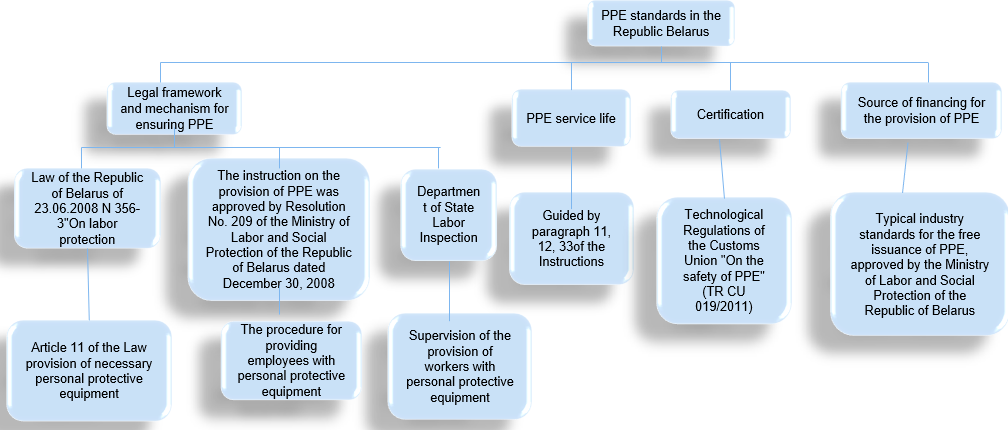 PPE standards in the
Republic Belarus
Legal framework
and mechanism for
ensuring PPE
PPE service life
Certification
Source of financing for
the provision of PPE
Law of the Republic
of Belarus of
23.06.2008 N 356-
3"On labor
protection
The instruction on the
provision of PPE was
approved by Resolution
No. 209 of the Ministry of
Labor and Social
Protection of the Republic
of Belarus dated
December 30, 2008
Departmen
t of State
Labor
Inspection
Guided by
paragraph 11,
12, 33of the
Instructions
Technological
Regulations of
the Customs
Union "On the
safety of PPE"
(TR CU
019/2011)
Typical industry
standards for the free
issuance of PPE,
approved by the Ministry
of Labor and Social
Protection of the
Republic of Belarus
Article 11 of the Law
provision of necessary
personal protective
equipment
The procedure for
providing
employees with
personal protective
equipment
Supervision of the
provision of
workers with
personal protective
equipment